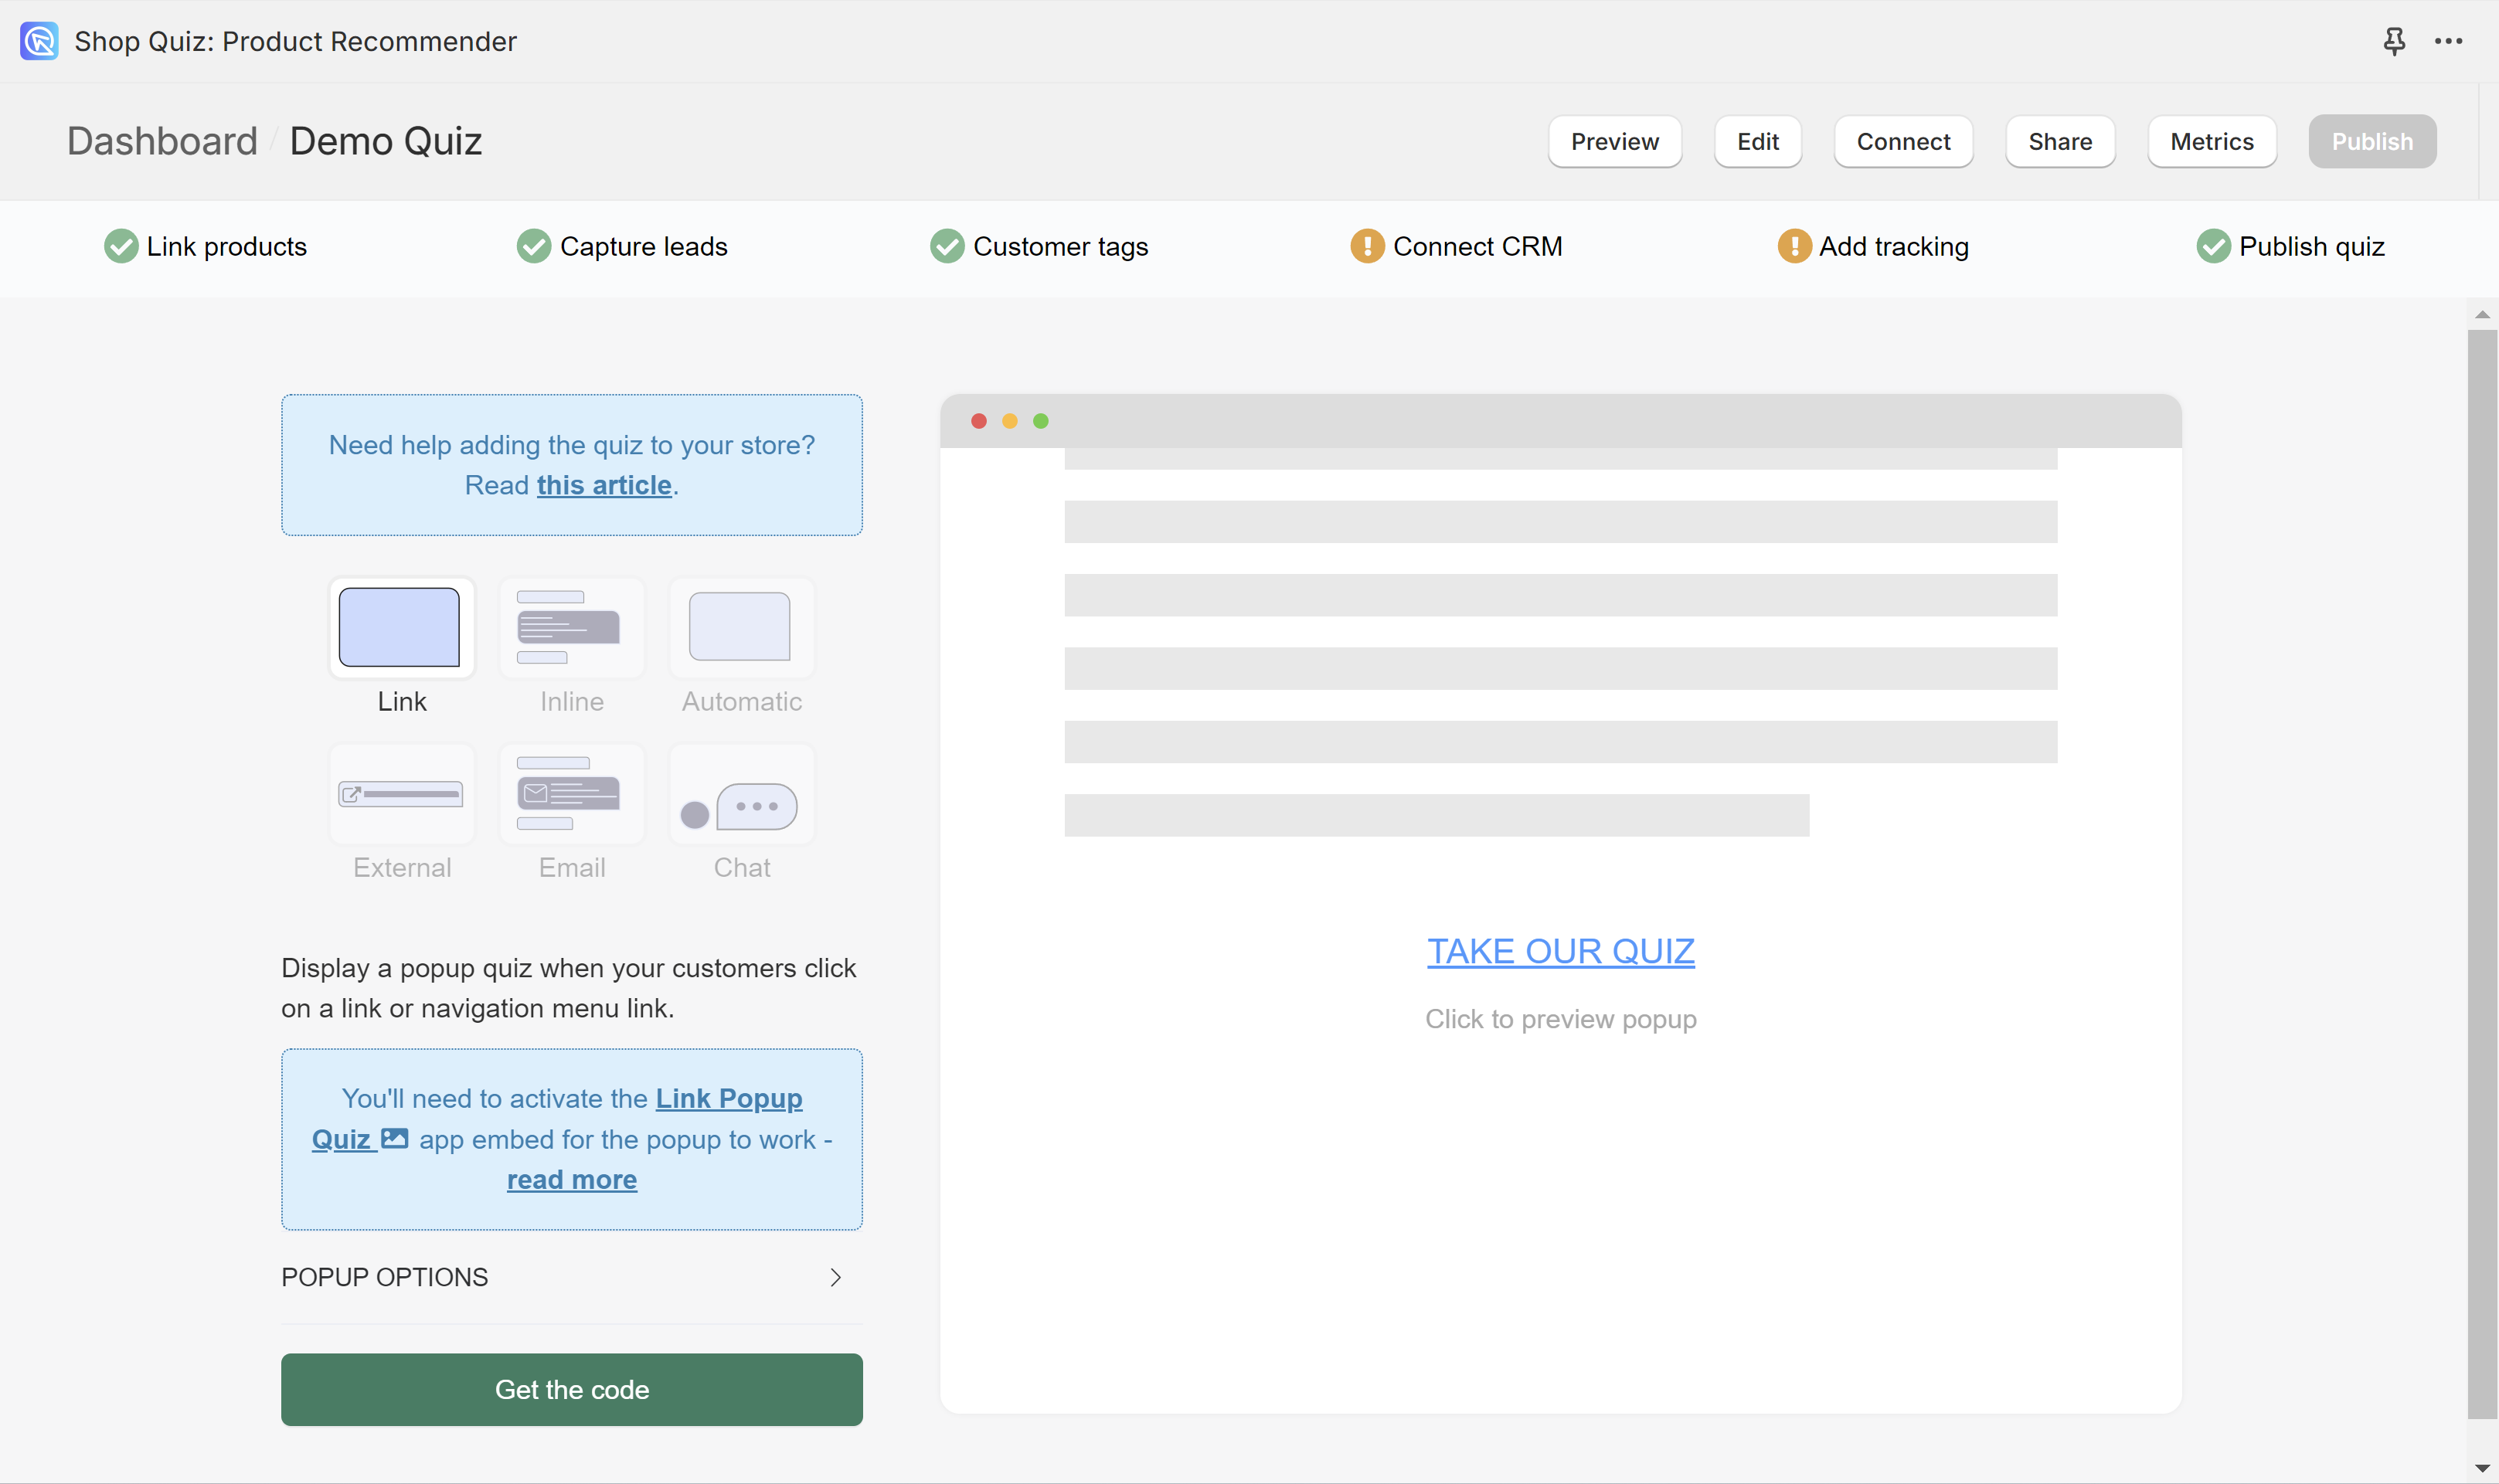 Shop Quiz: Product Recommender
Dashboard / Demo Quiz
Preview
Edit
Connect
Share
Metrics
Publish
Link products
Capture leads
Customer tags
Connect CRM
Add tracking
Publish quiz
Need help adding the quiz to your store?
Read this article.
Link
Inline
Automatic
External
Email
Chat
Display a popup quiz when your customers click
on a link or navigation menu link.
You'll need to activate the Link Popup
Quiz app embed for the popup to work -
read more
POPUP OPTIONS
Get the code
TAKE OUR QUIZ
Click to preview popup